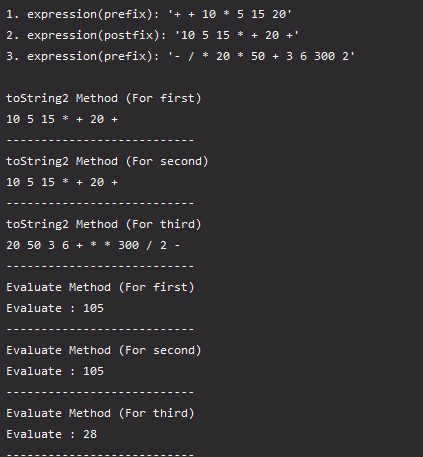 1. expression(prefix): '+ + 10 * 5 15 20'
2. expression(postfix): '10 5 15 * + 20 +'
3. expression(prefix): '- / * 20 * 50 + 3 6 300 2'
toString2 Method (For first)
10 5 15 * + 20 +
---------------------------
toString2 Method (For second)
10 5 15 * + 20 +
---------------------------
toString2 Method (For third)
20 50 3 6 + * * 300 / 2 -
---------------------------
Evaluate Method (For first)
Evaluate : 105
---------------------------
Evaluate Method (For second)
Evaluate : 105
---------------------------
Evaluate Method (For third)
Evaluate : 28
---------------------------